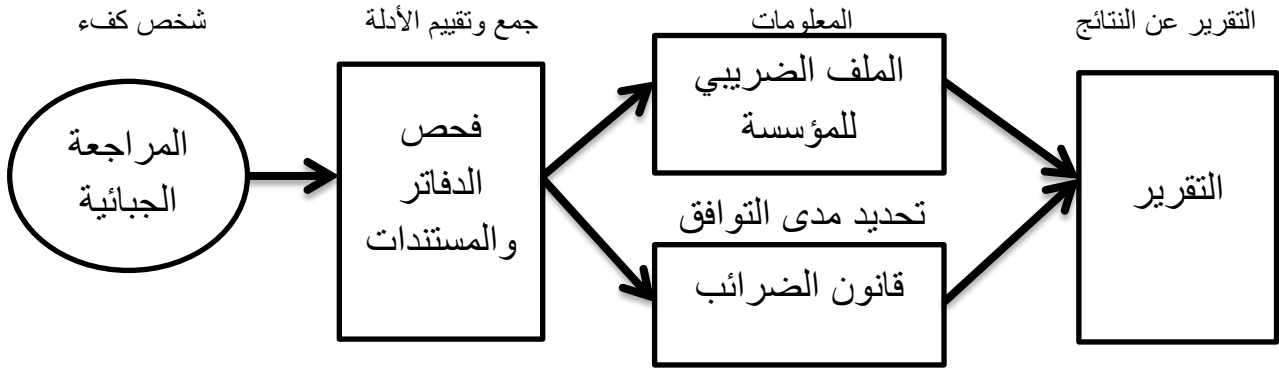 شخص كفء
جمع وتقييم الأدلة
المعلومات
التقرير عن النتائج
المراجعة
الجبائية
فحص
الدفاتر
والمستندات
الملف الضريبي
للمؤسسة
تحديد مدى التوافق
قانون الضرائب
التقرير